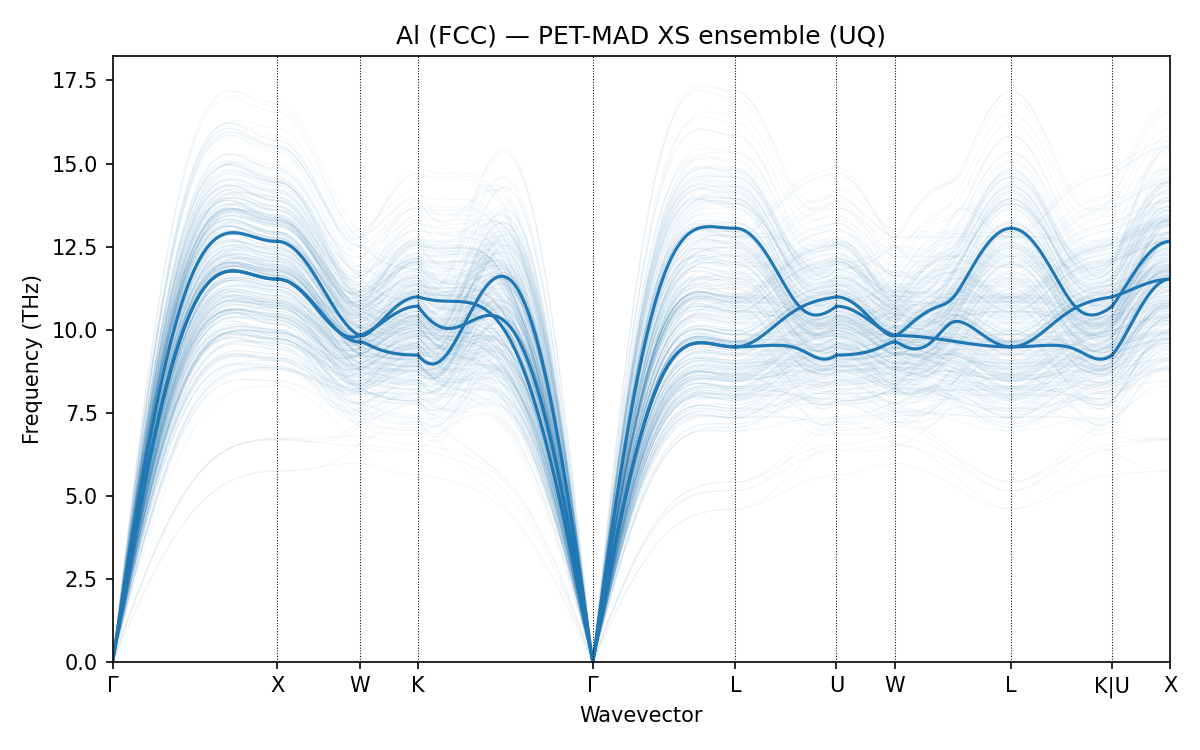 Al (FCC) — PET-MAD XS ensemble (UQ)
Frequency (THz)
17.5
15.0
12.5
10.0
7.5
5.0
2.5
0.0
Γ X W K Γ L U W L K|U X
Wavevector